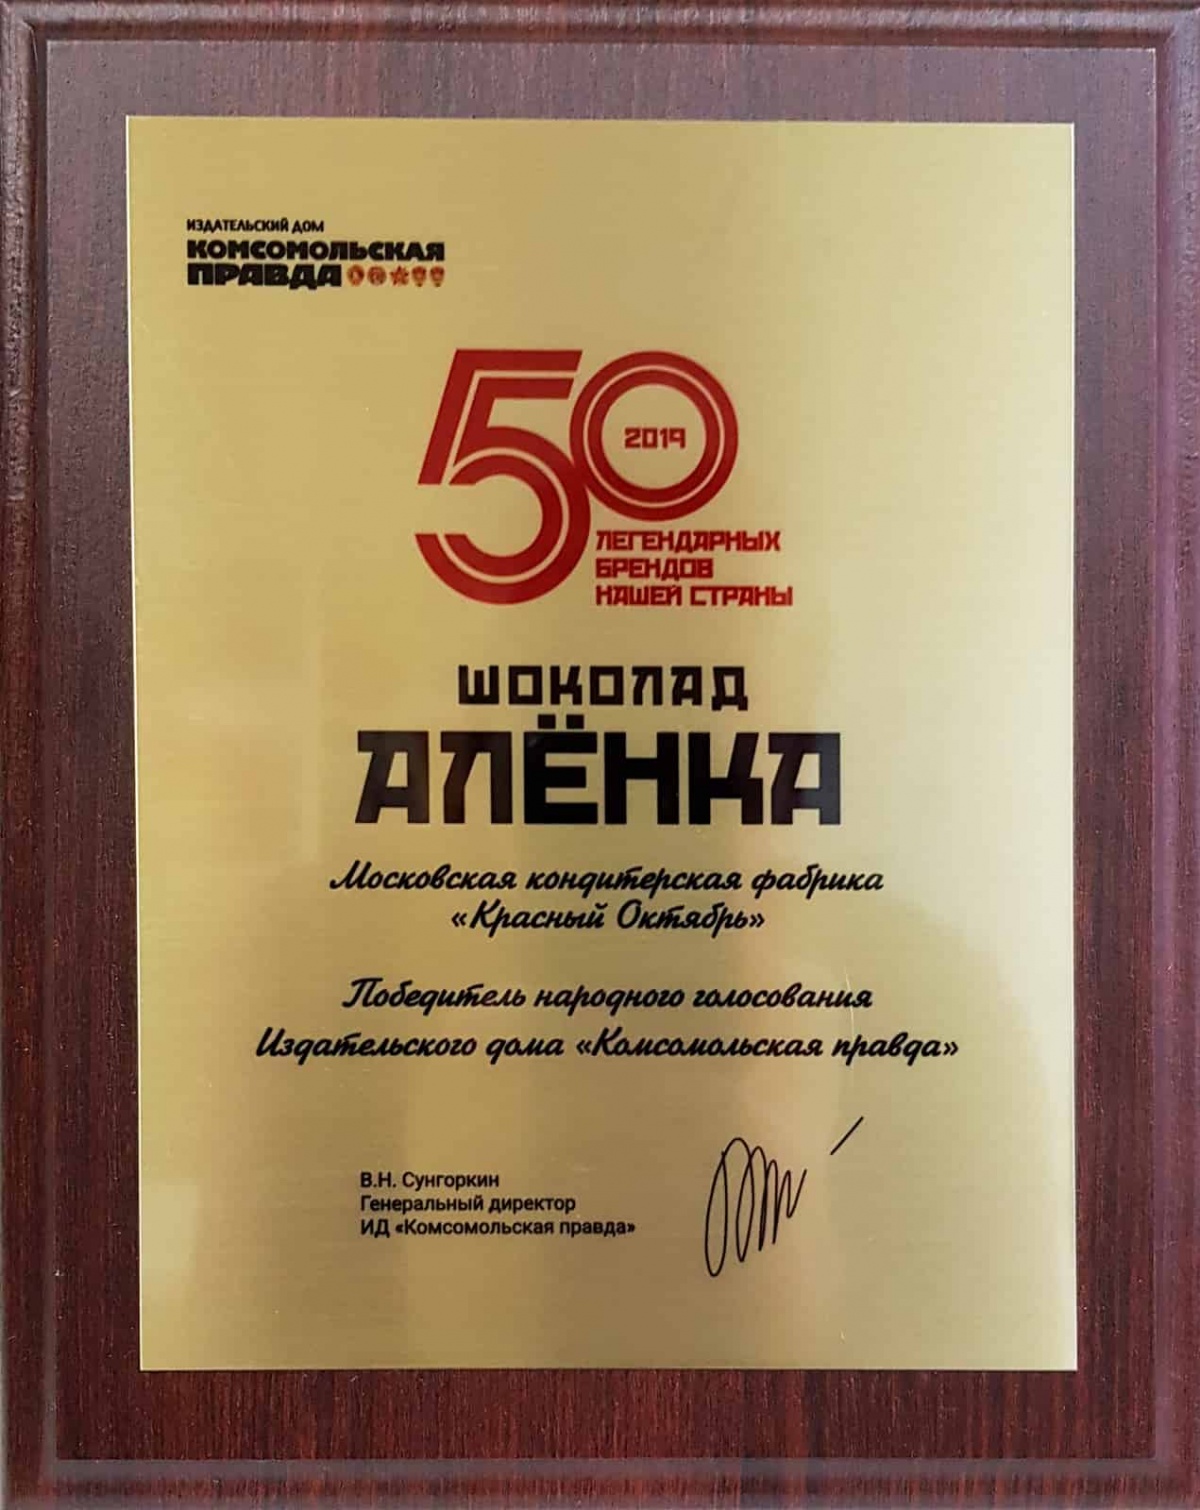 ИЗДАТЕЛЬСКИЙ ДОМ
КОМСОМОЛЬСКАЯ
ПРАВДА
50
2019
ЛЕГЕНДАРНЫХ
БРЕНДОВ
НАШЕЙ СТРАНЫ
ШОКОЛАД
АЛЁНКА
Московская кондитерская фабрика
«Красный Октябрь»
Победитель народного голосования
Издательского дома «Комсомольская правда»
В.Н. Сунгоркин
Генеральный директор
ИД «Комсомольская правда»